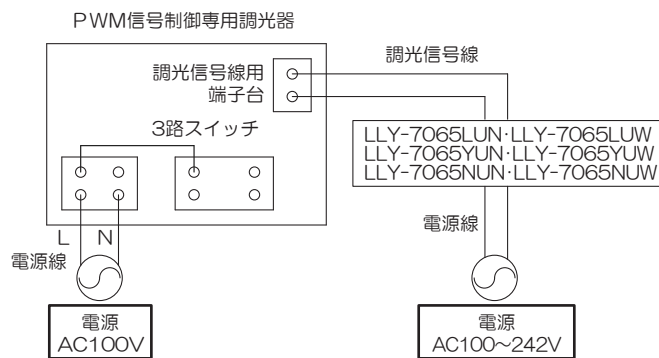 PWM信号制御専用調光器
調光信号線用
端子台
調光信号線
3路スイッチ
LLY-7065LUN·LLY-7065LUW
LLY-7065YUN·LLY-7065YUW
LLY-7065NUN·LLY-7065NUW
L N
電源線
電源線
電源
AC100V
電源
AC100～242V